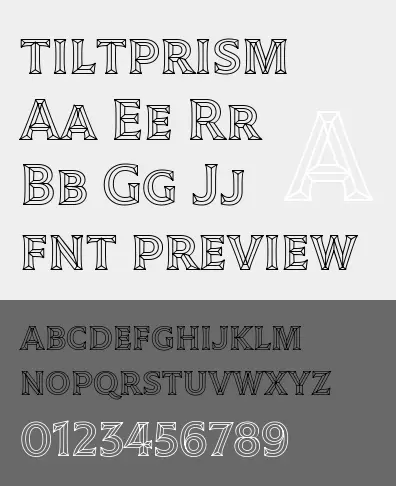 TILTPRISM
AA EE RR
A
BB GG JJ
FNT PREVIEW
ABCDEFGHIJKLM
NOPQRSTUVWXYZ
0123456789